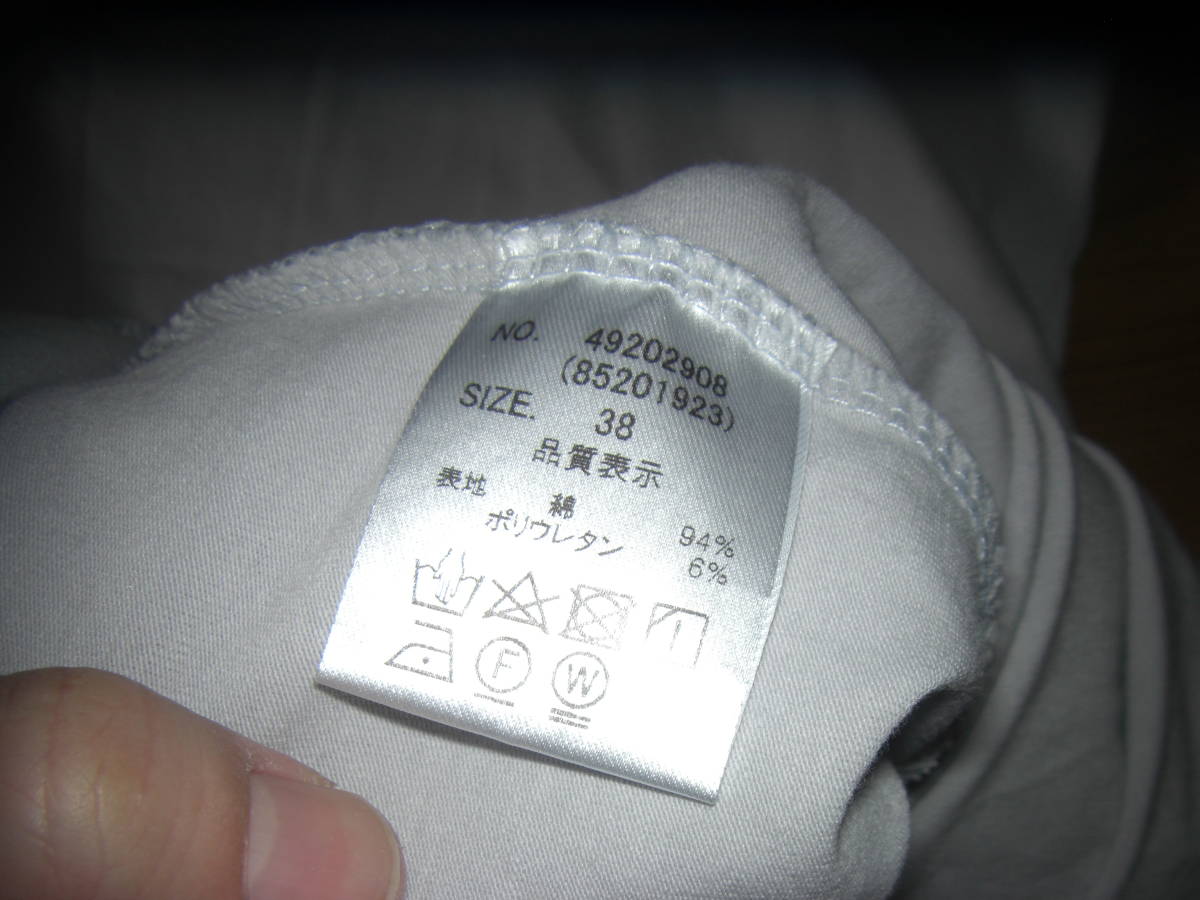 NO. 49202908
(85201923)
SIZE. 38
品質表示
表地 綿 94%
ポリウレタン 6%
F W